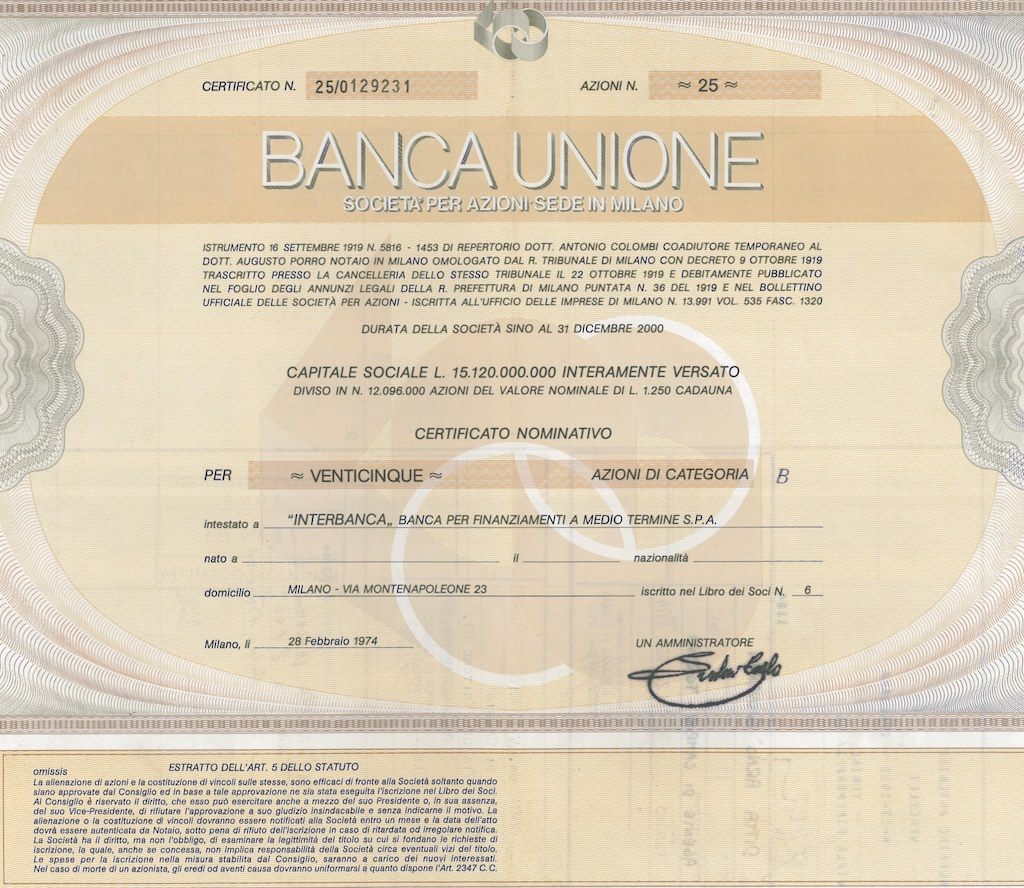 CERTIFICATO N. 25/0129231 AZIONI N. ≈ 25 ≈
BANCA UNIONE
SOCIETÀ PER AZIONI-SEDE IN MILANO
ISTRUMENTO 16 SETTEMBRE 1919 N. 5816 - 1453 DI REPERTORIO DOTT. ANTONIO COLOMBI COADIUTORE TEMPORANEO AL
DOTT. AUGUSTO PORRO NOTAIO IN MILANO OMOLOGATO DAL R. TRIBUNALE DI MILANO CON DECRETO 9 OTTOBRE 1919
TRASCRITTO PRESSO LA CANCELLERIA DELLO STESSO TRIBUNALE IL 22 OTTOBRE 1919 E DEBITAMENTE PUBBLICATO
NEL FOGLIO DEGLI ANNUNZI LEGALI DELLA R. PREFETTURA DI MILANO PUNTATA N. 36 DEL 1919 E NEL BOLLETTINO
UFFICIALE DELLE SOCIETÀ PER AZIONI - ISCRITTA ALL'UFFICIO DELLE IMPRESE DI MILANO N. 13.991 VOL. 535 FASC. 1320
DURATA DELLA SOCIETÀ SINO AL 31 DICEMBRE 2000
CAPITALE SOCIALE L. 15.120.000.000 INTERAMENTE VERSATO
DIVISO IN N. 12.096.000 AZIONI DEL VALORE NOMINALE DI L. 1.250 CADAUNA
CERTIFICATO NOMINATIVO
PER ≈ VENTICINQUE ≈ AZIONI DI CATEGORIA B
intestato a "INTERBANCA„ BANCA PER FINANZIAMENTI A MEDIO TERMINE S.P.A.
nato a il nazionalità
domicilio MILANO - VIA MONTENAPOLEONE 23 iscritto nel Libro dei Soci N. 6
Milano, lì 28 Febbraio 1974 UN AMMINISTRATORE
ESTRATTO DELL'ART. 5 DELLO STATUTO
omissis
La alienazione di azioni e la costituzione di vincoli sulle stesse, sono efficaci di fronte alla Società soltanto quando
siano approvate dal Consiglio ed in base a tale approvazione ne sia stata eseguita l'iscrizione nel Libro dei Soci.
Al Consiglio è riservato il diritto, che esso può esercitare anche a mezzo del suo Presidente o, in sua assenza,
del suo Vice-Presidente, di rifiutare l'approvazione a suo giudizio insindacabile e senza indicarne il motivo. La
alienazione o la costituzione di vincoli dovranno essere notificati alla Società entro un mese e la data dell'atto
dovrà essere autenticata da Notaio, sotto pena di rifiuto dell'iscrizione in caso di ritardata od irregolare notifica.
La Società ha il diritto, ma non l'obbligo, di esaminare la legittimità del titolo su cui si fondano le richieste di
iscrizione, la quale, anche se concessa, non implica responsabilità della Società circa eventuali vizi del titolo.
Le spese per la iscrizione nella misura stabilita dal Consiglio, saranno a carico dei nuovi interessati.
Nel caso di morte di un azionista, gli eredi od aventi causa dovranno uniformarsi a quanto dispone l'Art. 2347 C.C.